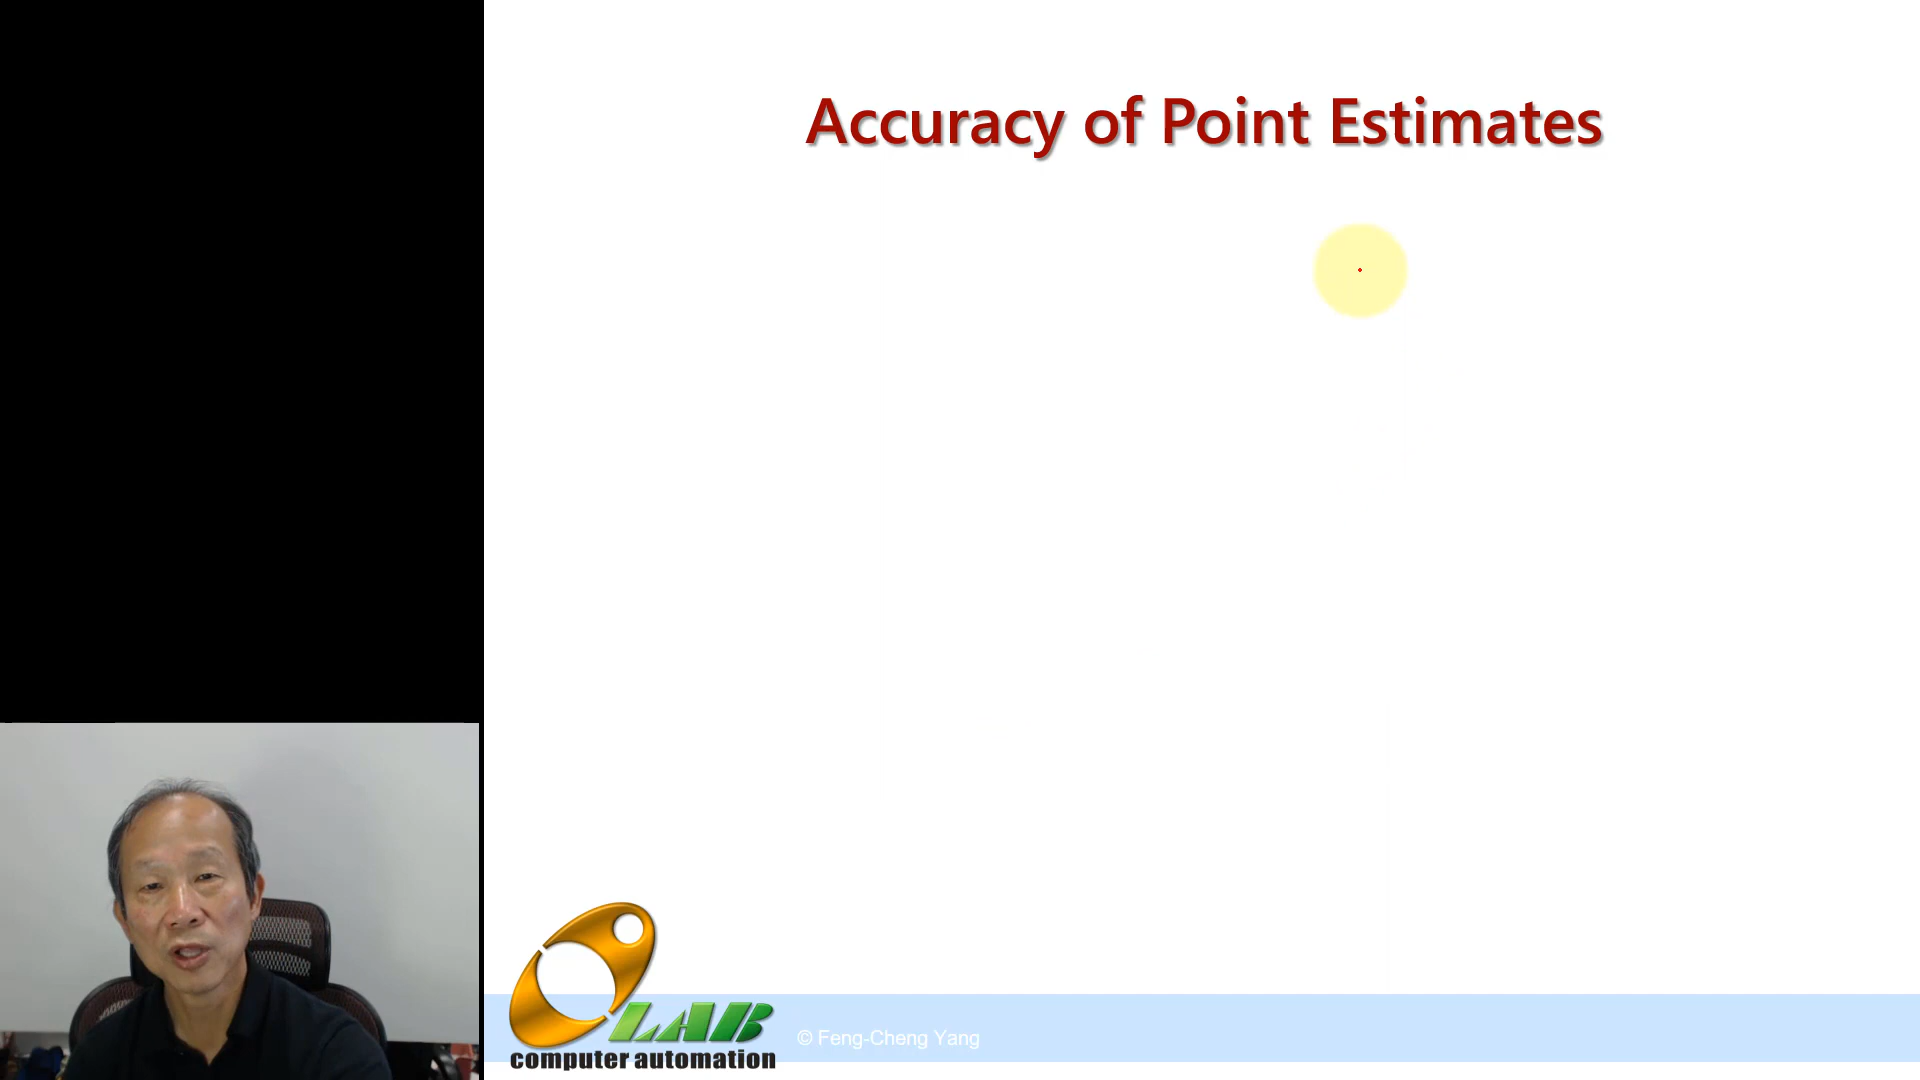 Accuracy of Point Estimates
LAB
computer automation
© Feng-Cheng Yang